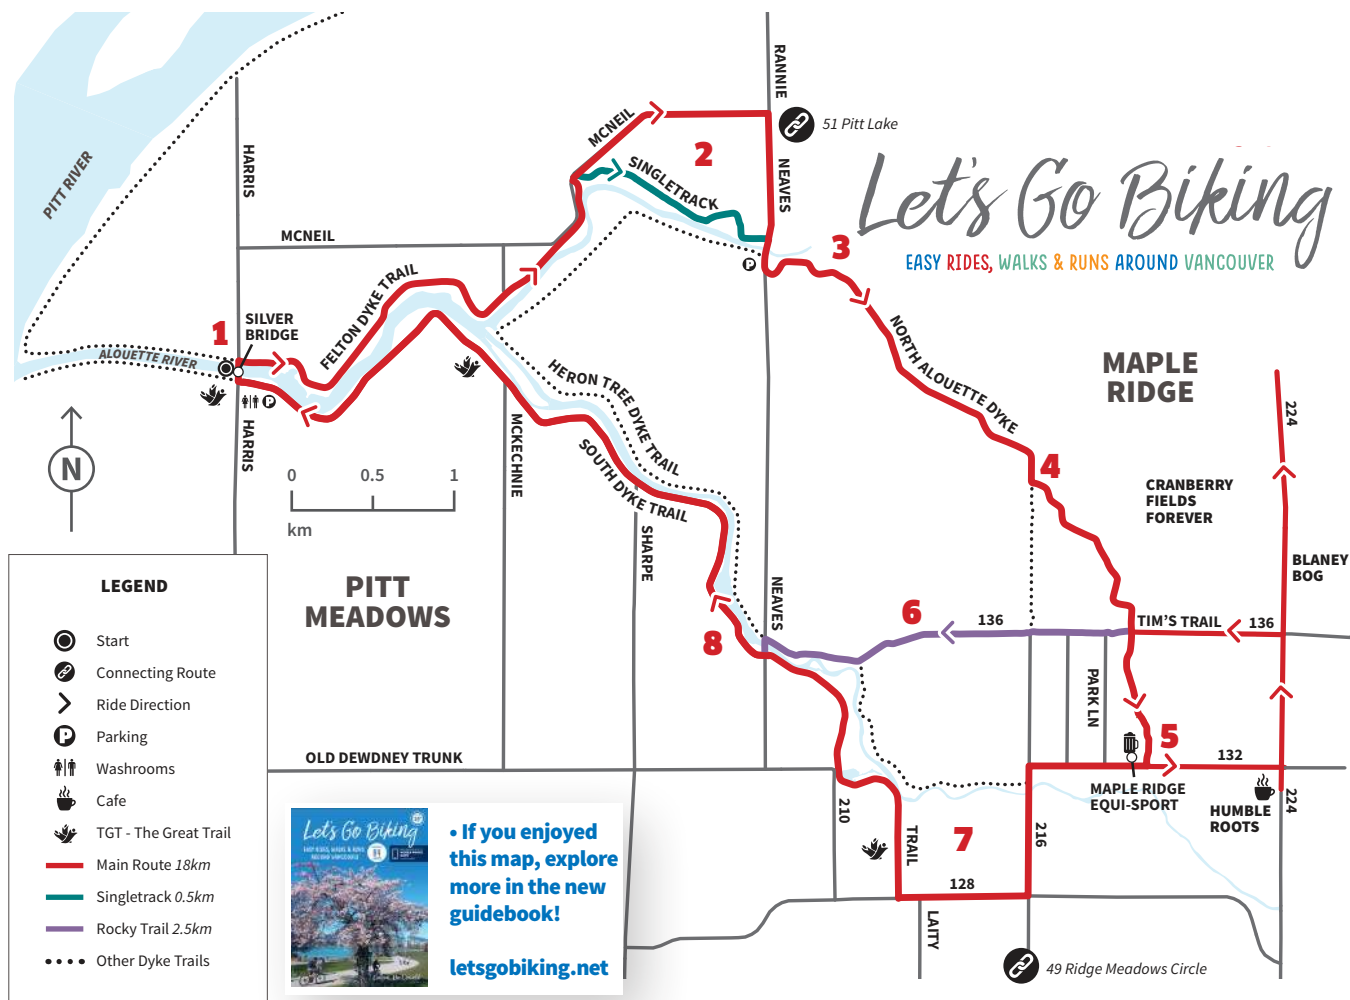 RANNIE
51 Pitt Lake
MCNEIL
2
SINGLETRACK
NEAVES
HARRIS
PITT RIVER
MCNEIL
Let's Go Biking
EASY RIDES, WALKS & RUNS AROUND VANCOUVER
3
P
FELTON DYKE TRAIL
SILVER
BRIDGE
1
ALOUETTE RIVER
NORTH ALOUETTE DYKE
MAPLE
RIDGE
HERON TREE DYKE TRAIL
P
HARRIS
MCKECHNIE
SOUTH DYKE TRAIL
224
4
N
0 0.5 1
km
CRANBERRY
FIELDS
FOREVER
SHARPE
BLANEY
BOG
PITT
MEADOWS
NEAVES
6
136
TIM'S TRAIL
136
8
PARK LN
5
132
OLD DEWDNEY TRUNK
MAPLE RIDGE
EQUI-SPORT
HUMBLE
ROOTS
224
210
TRAIL
7
216
128
LAITY
49 Ridge Meadows Circle
LEGEND
Start
Connecting Route
Ride Direction
P Parking
Washrooms
Cafe
TGT - The Great Trail
Main Route 18km
Singletrack 0.5km
Rocky Trail 2.5km
Other Dyke Trails
Let's Go Biking
EASY RIDES, WALKS & RUNS
AROUND VANCOUVER
• If you enjoyed
this map, explore
more in the new
guidebook!
letsgobiking.net